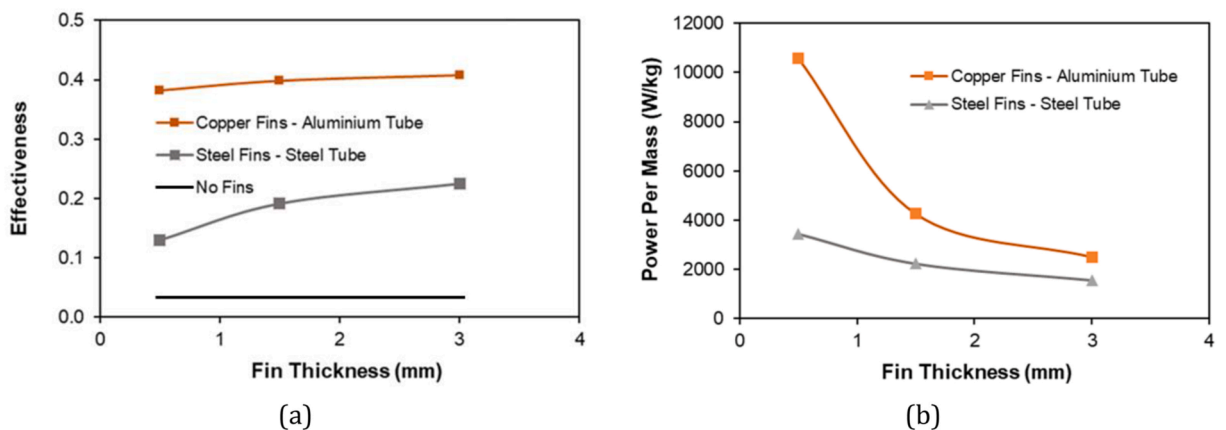 0.5
0.4
0.3
0.2
0.1
0.0
Effectiveness
Copper Fins - Aluminium Tube
Steel Fins - Steel Tube
No Fins
0 1 2 3 4
Fin Thickness (mm)
(a)
12000
10000
8000
6000
4000
2000
0
Power Per Mass (W/kg)
Copper Fins - Aluminium Tube
Steel Fins - Steel Tube
0 1 2 3 4
Fin Thickness (mm)
(b)